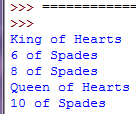 >>> ================
>>>
King of Hearts
6 of Spades
8 of Spades
Queen of Hearts
10 of Spades